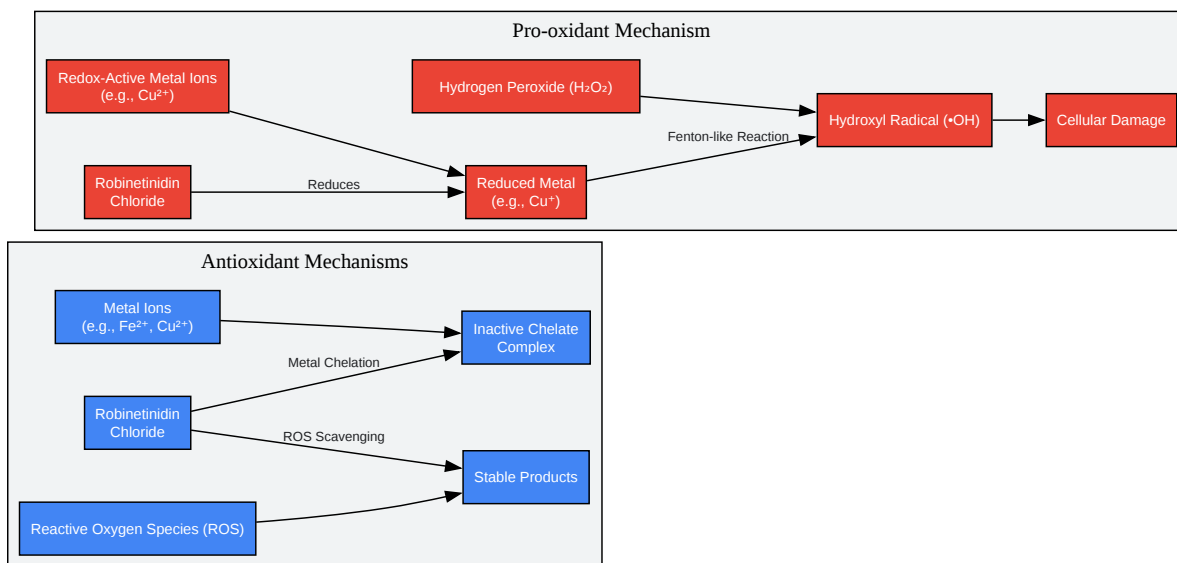 Pro-oxidant Mechanism
Redox-Active Metal Ions
(e.g., Cu²⁺)
Hydrogen Peroxide (H₂O₂)
Hydroxyl Radical (•OH)
Cellular Damage
Fenton-like Reaction
Robinetinidin
Chloride
Reduces
Reduced Metal
(e.g., Cu⁺)
Antioxidant Mechanisms
Metal Ions
(e.g., Fe²⁺, Cu²⁺)
Inactive Chelate
Complex
Metal Chelation
Robinetinidin
Chloride
ROS Scavenging
Stable Products
Reactive Oxygen Species (ROS)